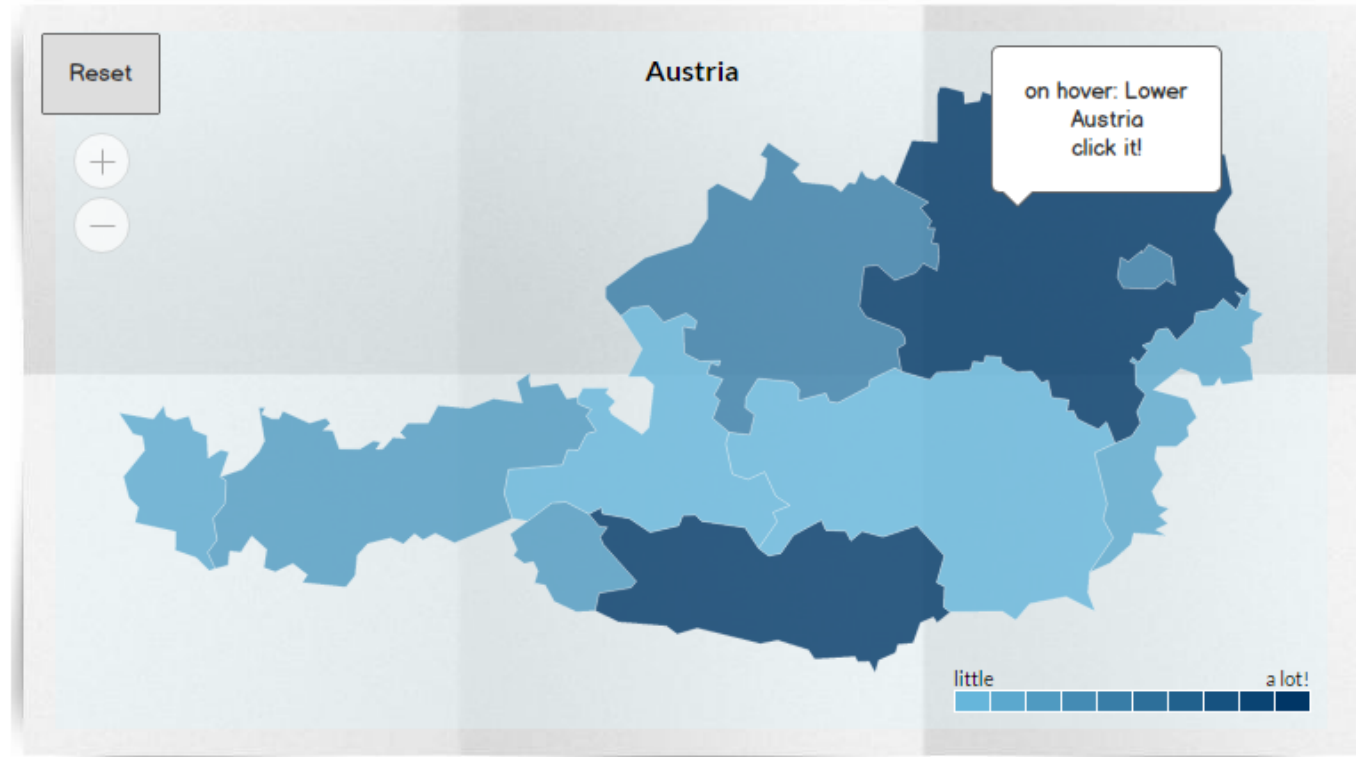 Reset
Austria
on hover: Lower
Austria
click it!
little
a lot!